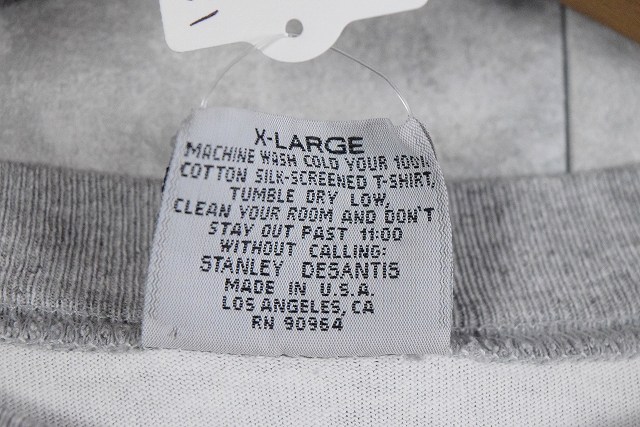 X-LARGE
MACHINE WASH COLD YOUR 100%
COTTON SILK-SCREENED T-SHIRT,
TUMBLE DRY LOW,
CLEAN YOUR ROOM AND DON'T
STAY OUT PAST 11:00
WITHOUT CALLING:
STANLEY DESANTIS
MADE IN U.S.A.
LOS ANGELES, CA
RN 90964